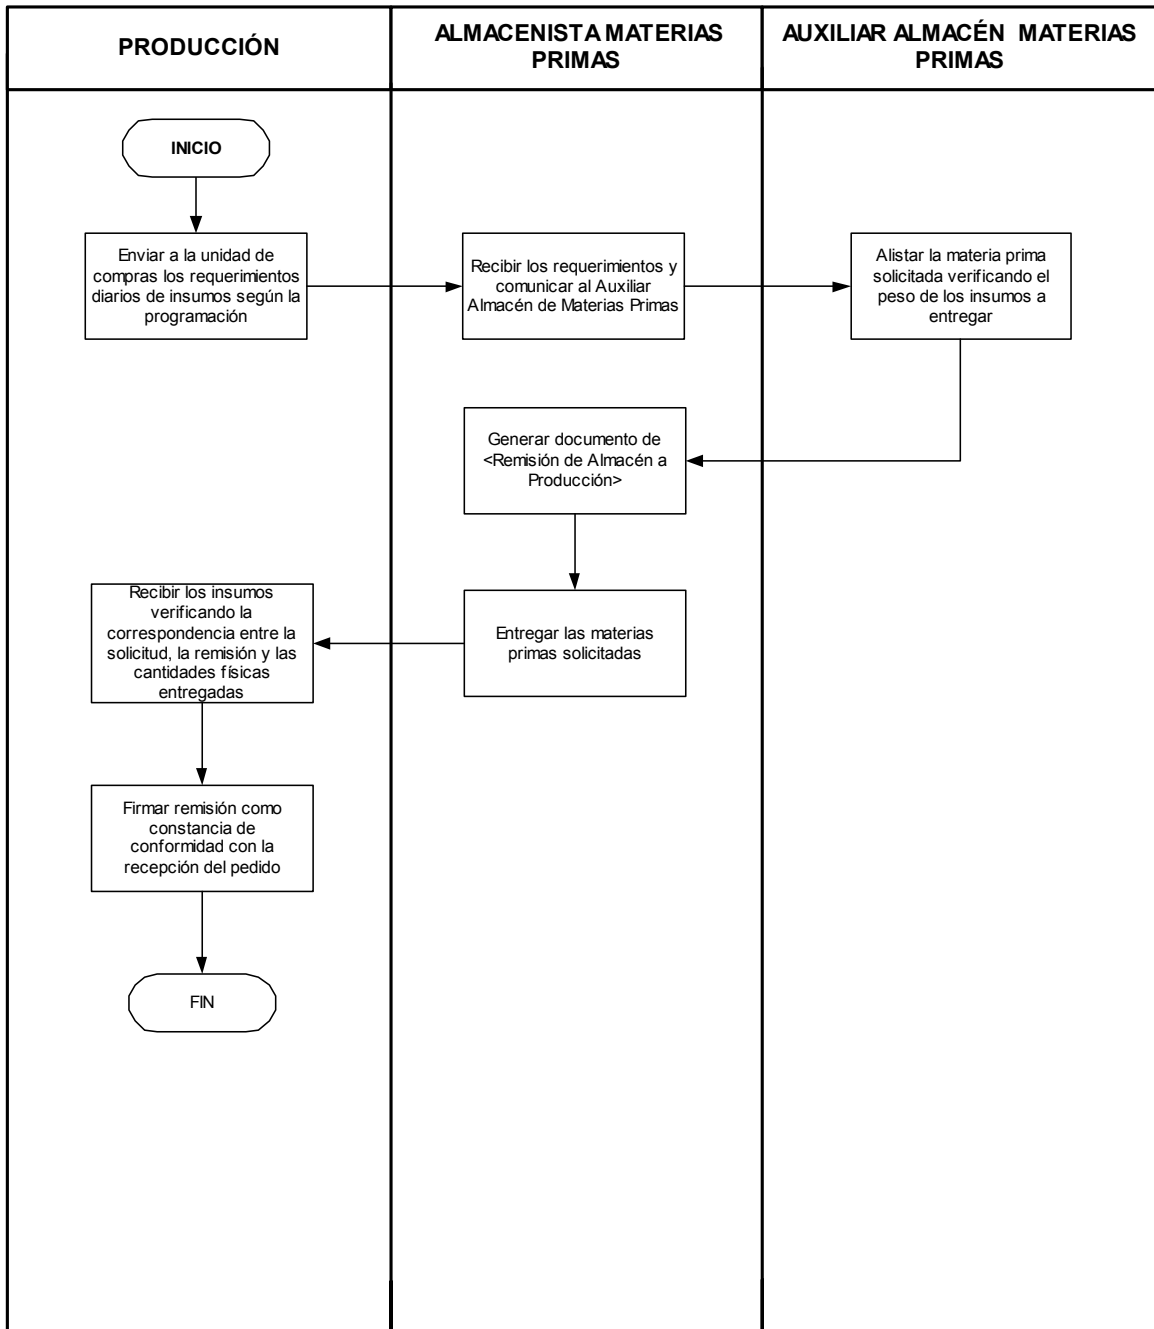 PRODUCCIÓN
ALMACENISTA MATERIAS
PRIMAS
AUXILIAR ALMACÉN MATERIAS
PRIMAS
INICIO
Enviar a la unidad de
compras los requerimientos
diarios de insumos según la
programación
Recibir los requerimientos y
comunicar al Auxiliar
Almacén de Materias Primas
Alistar la materia prima
solicitada verificando el
peso de los insumos a
entregar
Generar documento de
<Remisión de Almacén a
Producción>
Recibir los insumos
verificando la
correspondencia entre la
solicitud, la remisión y las
cantidades físicas
entregadas
Entregar las materias
primas solicitadas
Firmar remisión como
constancia de
conformidad con la
recepción del pedido
FIN